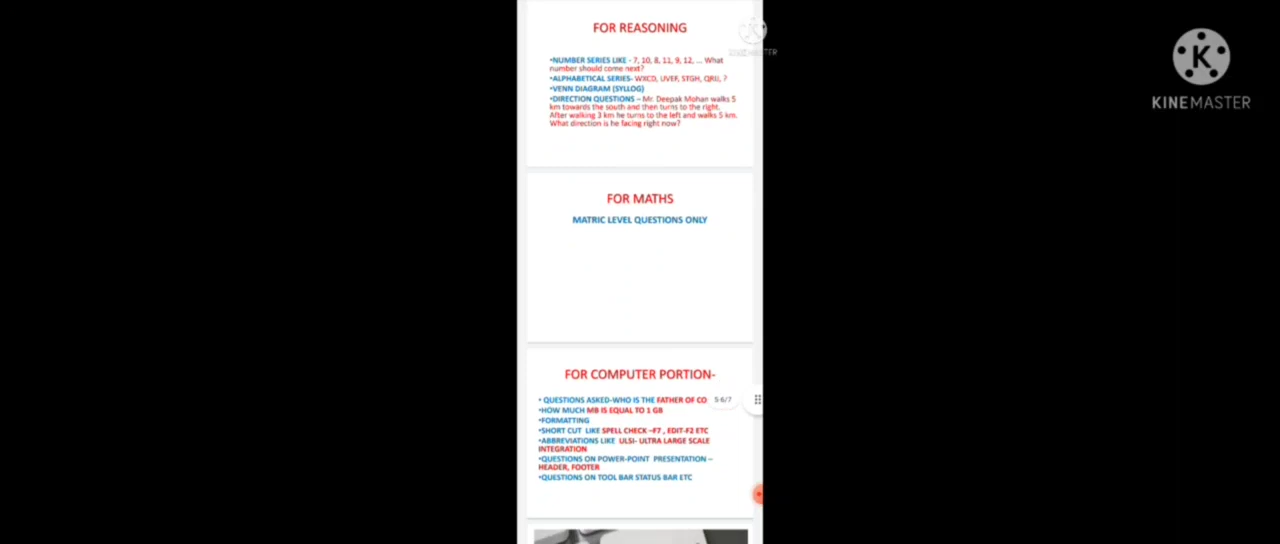 FOR REASONING
•NUMBER SERIES LIKE - 7, 10, 8, 11, 9, 12, ... What
number should come next?
•ALPHABETICAL SERIES- WXCD, UVEF, STGH, QRIJ, ?
•VENN DIAGRAM (SYLLOG)
•DIRECTION QUESTIONS – Mr. Deepak Mohan walks 5
km towards the south and then turns to the right.
After walking 3 km he turns to the left and walks 5 km.
What direction is he facing right now?
FOR MATHS
MATRIC LEVEL QUESTIONS ONLY
FOR COMPUTER PORTION-
• QUESTIONS ASKED-WHO IS THE FATHER OF CO
5-6/7
•HOW MUCH MB IS EQUAL TO 1 GB
•FORMATTING
•SHORT CUT LIKE SPELL CHECK –F7 , EDIT-F2 ETC
•ABBREVIATIONS LIKE ULSI- ULTRA LARGE SCALE
INTEGRATION
•QUESTIONS ON POWER-POINT PRESENTATION –
HEADER, FOOTER
•QUESTIONS ON TOOL BAR STATUS BAR ETC
K
KINEMASTER